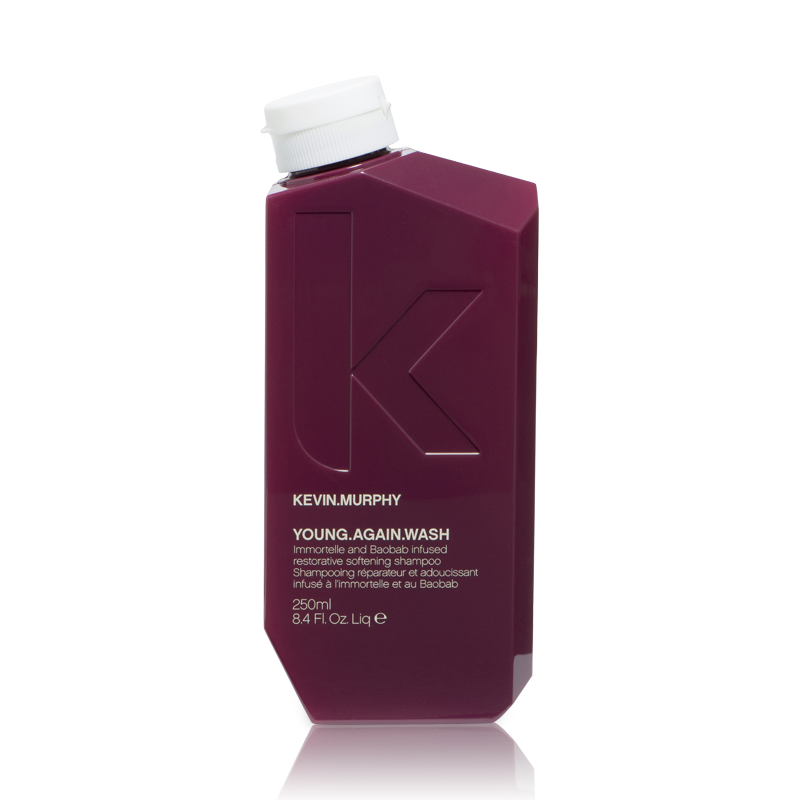 K
KEVIN.MURPHY
YOUNG.AGAIN.WASH
Immortelle and Baobab infused
restorative softening shampoo
Shampooing réparateur et adoucissant
infusé à l'immortelle et au Baobab
250ml
8.4 Fl. Oz. Liq ℮